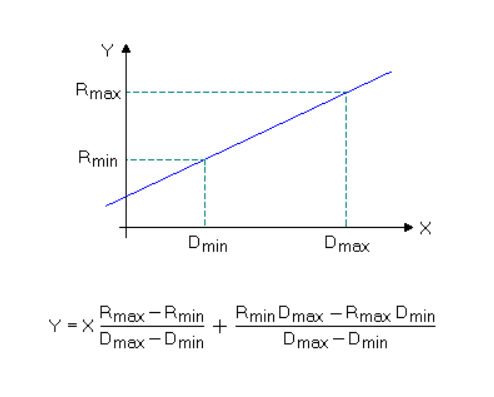 Y
Rmax
Rmin
X
Dmin Dmax
Y = X (Rmax − Rmin)/(Dmax − Dmin) + (Rmin Dmax − Rmax Dmin)/(Dmax − Dmin)